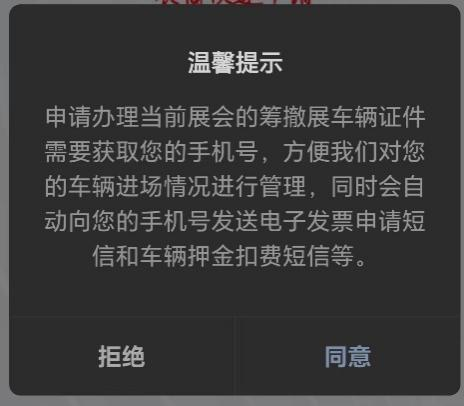 温馨提示
申请办理当前展会的筹撤展车辆证件
需要获取您的手机号，方便我们对您
的车辆进场情况进行管理，同时会自
动向您的手机号发送电子发票申请短
信和车辆押金扣费短信等。
拒绝
同意